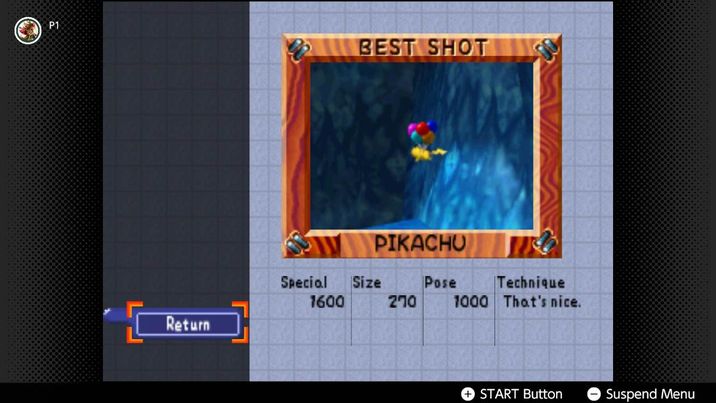 P1
BEST SHOT
PIKACHU
Special Size Pose Technique
1600 270 1000 That's nice.
Return
START Button Suspend Menu